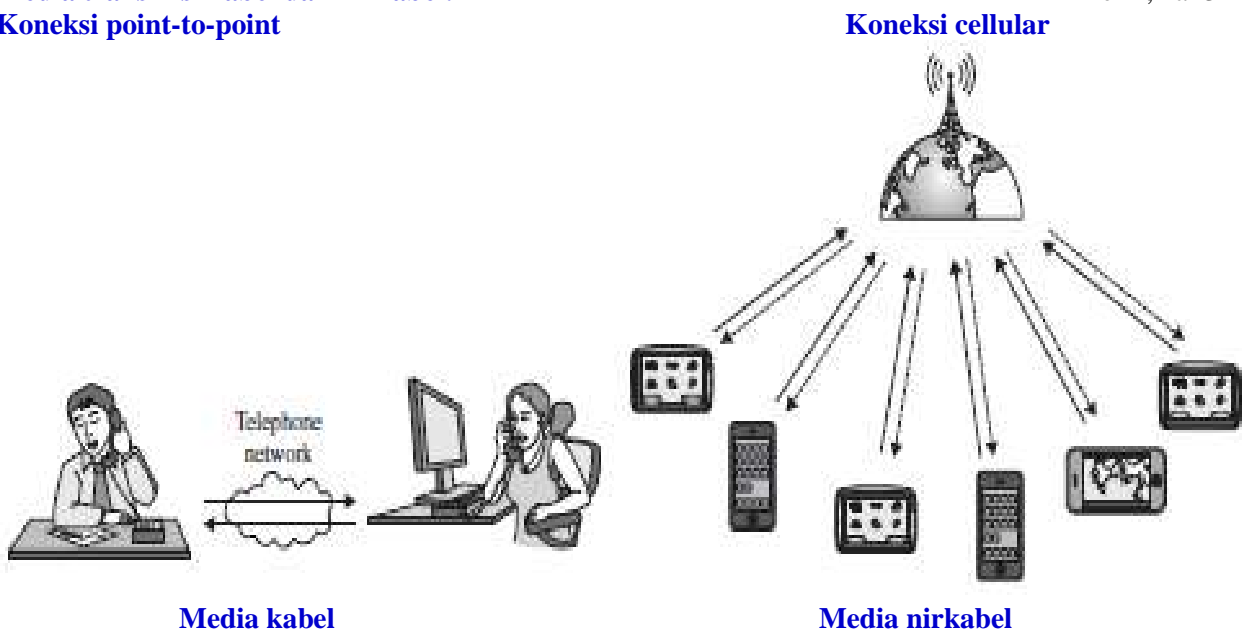 Koneksi point-to-point
Koneksi cellular
Telephone
network
Media kabel
Media nirkabel